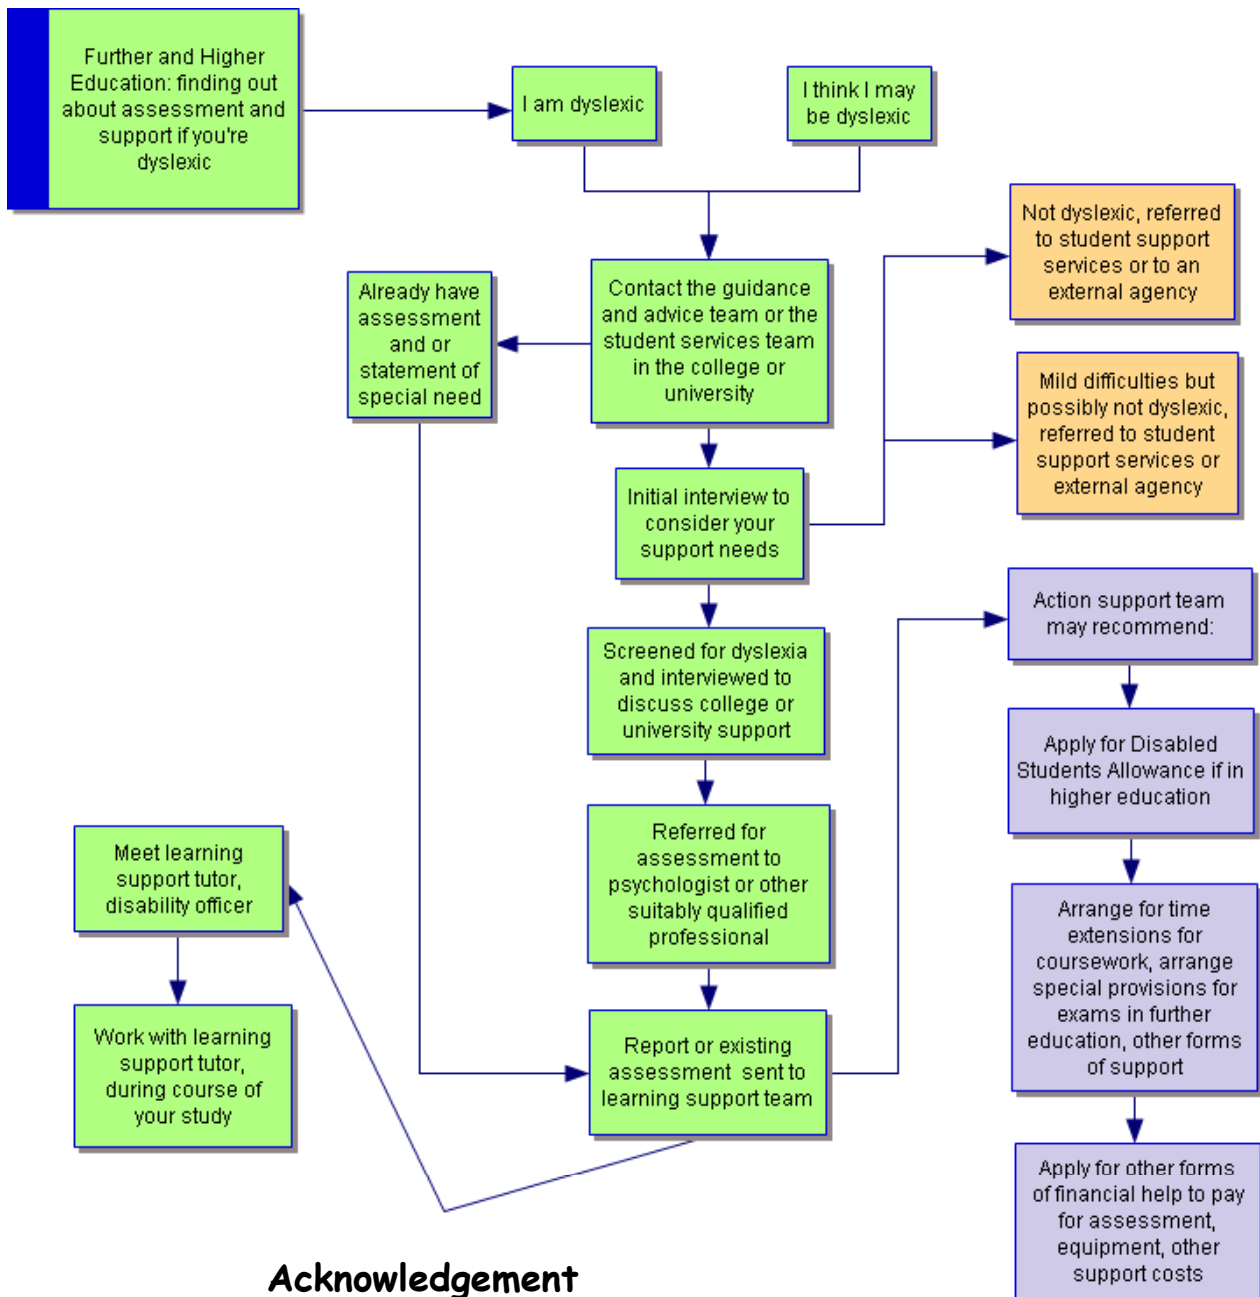 Further and Higher
Education: finding out
about assessment and
support if you're
dyslexic
I am dyslexic
I think I may
be dyslexic
Not dyslexic, referred
to student support
services or to an
external agency
Already have
assessment
and or
statement of
special need
Contact the guidance
and advice team or the
student services team
in the college or
university
Mild difficulties but
possibly not dyslexic,
referred to student
support services or
external agency
Initial interview to
consider your
support needs
Action support team
may recommend:
Screened for dyslexia
and interviewed to
discuss college or
university support
Apply for Disabled
Students Allowance if in
higher education
Referred for
assessment to
psychologist or other
suitably qualified
professional
Meet learning
support tutor,
disability officer
Arrange for time
extensions for
coursework, arrange
special provisions for
exams in further
education, other forms
of support
Work with learning
support tutor,
during course of
your study
Report or existing
assessment sent to
learning support team
Apply for other forms
of financial help to pay
for assessment,
equipment, other
support costs
Acknowledgement